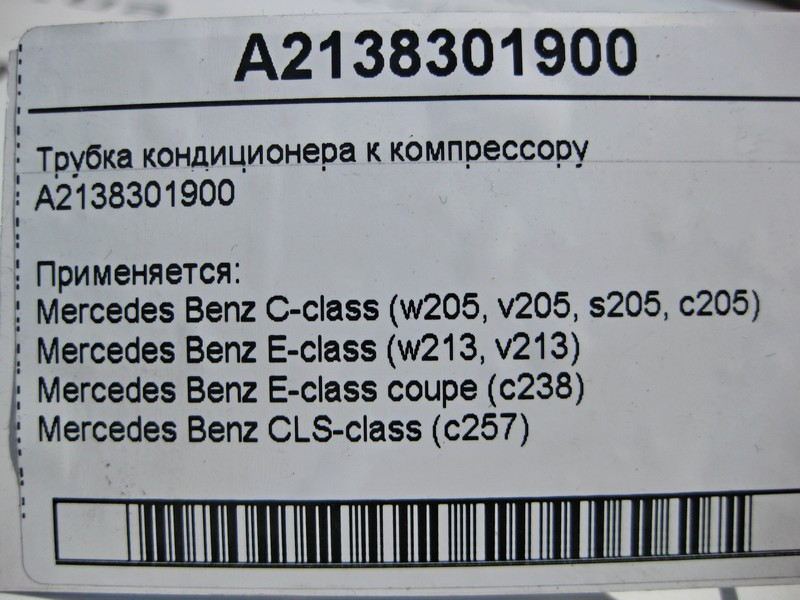 A2138301900
Трубка кондиционера к компрессору
A2138301900
Применяется:
Mercedes Benz C-class (w205, v205, s205, c205)
Mercedes Benz E-class (w213, v213)
Mercedes Benz E-class coupe (c238)
Mercedes Benz CLS-class (c257)